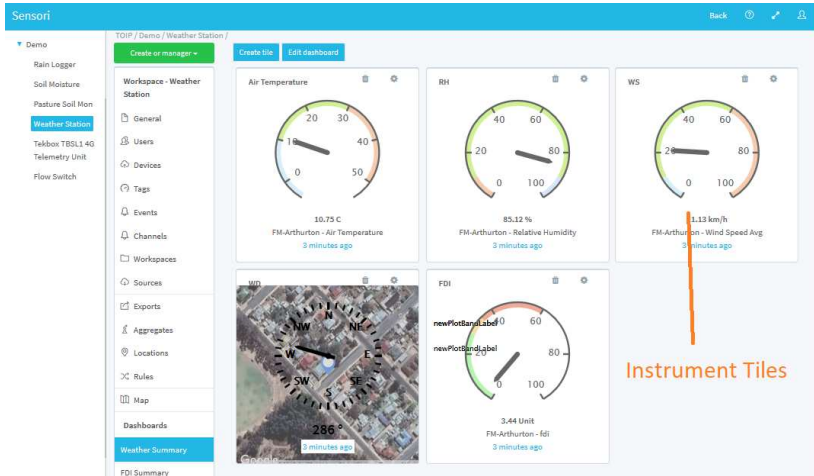 Sensori
Back
TOIP / Demo / Weather Station /
Demo
Rain Logger
Soil Moisture
Pasture Soil Mon
Weather Station
Tekbox TBSL1 4G
Telemetry Unit
Flow Switch
Create or manager
Workspace - Weather
Station
General
Users
Devices
Tags
Events
Channels
Workspaces
Sources
Exports
Aggregates
Locations
Rules
Map
Dashboards
Weather Summary
FDI Summary
Create tile
Edit dashboard
Air Temperature
0
10
20
30
40
50
10.75 C
FM-Arthurton - Air Temperature
3 minutes ago
RH
0
20
40
60
80
100
85.12 %
FM-Arthurton - Relative Humidity
3 minutes ago
WS
0
20
40
60
80
100
21.13 km/h
FM-Arthurton - Wind Speed Avg
3 minutes ago
WD
N
NE
E
SE
S
SW
W
NW
286 °
3 minutes ago
Google
FDI
newPlotBandLabel
newPlotBandLabel
0
20
40
60
80
100
3.44 Unit
FM-Arthurton - fdi
3 minutes ago
Instrument Tiles